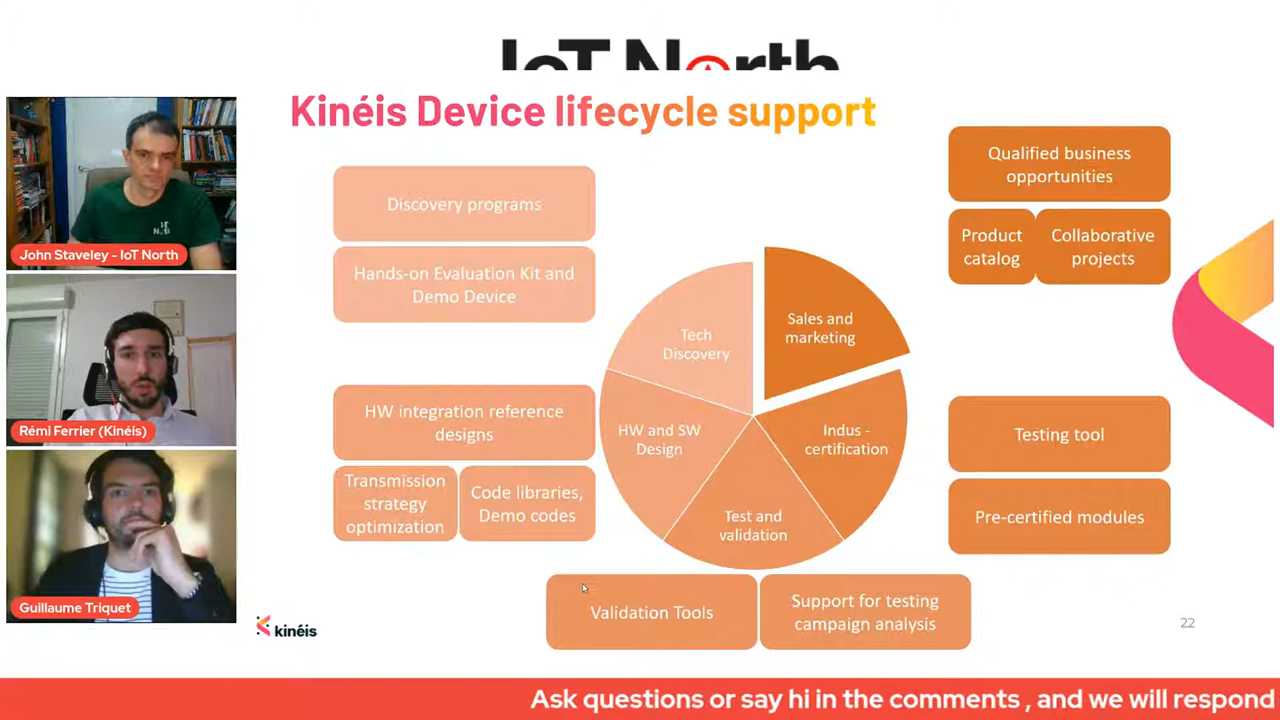 IoT North
Kinéis Device lifecycle support
John Staveley - IoT North
Rémi Ferrier (Kinéis)
Guillaume Triquet
Discovery programs
Hands-on Evaluation Kit and
Demo Device
HW integration reference
designs
Transmission
strategy
optimization
Code libraries,
Demo codes
Tech
Discovery
Sales and
marketing
HW and SW
Design
Indus -
certification
Test and
validation
Qualified business
opportunities
Product
catalog
Collaborative
projects
Testing tool
Pre-certified modules
Validation Tools
Support for testing
campaign analysis
kinéis
22
Ask questions or say hi in the comments , and we will respond